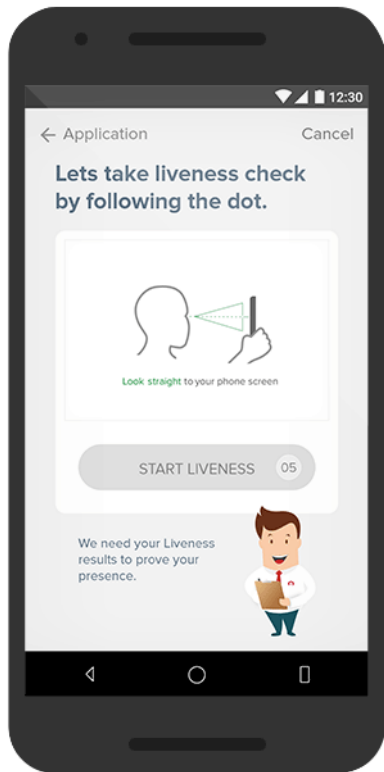 12:30
← Application Cancel
Lets take liveness check
by following the dot.
Look straight to your phone screen
START LIVENESS 05
We need your Liveness
results to prove your
presence.